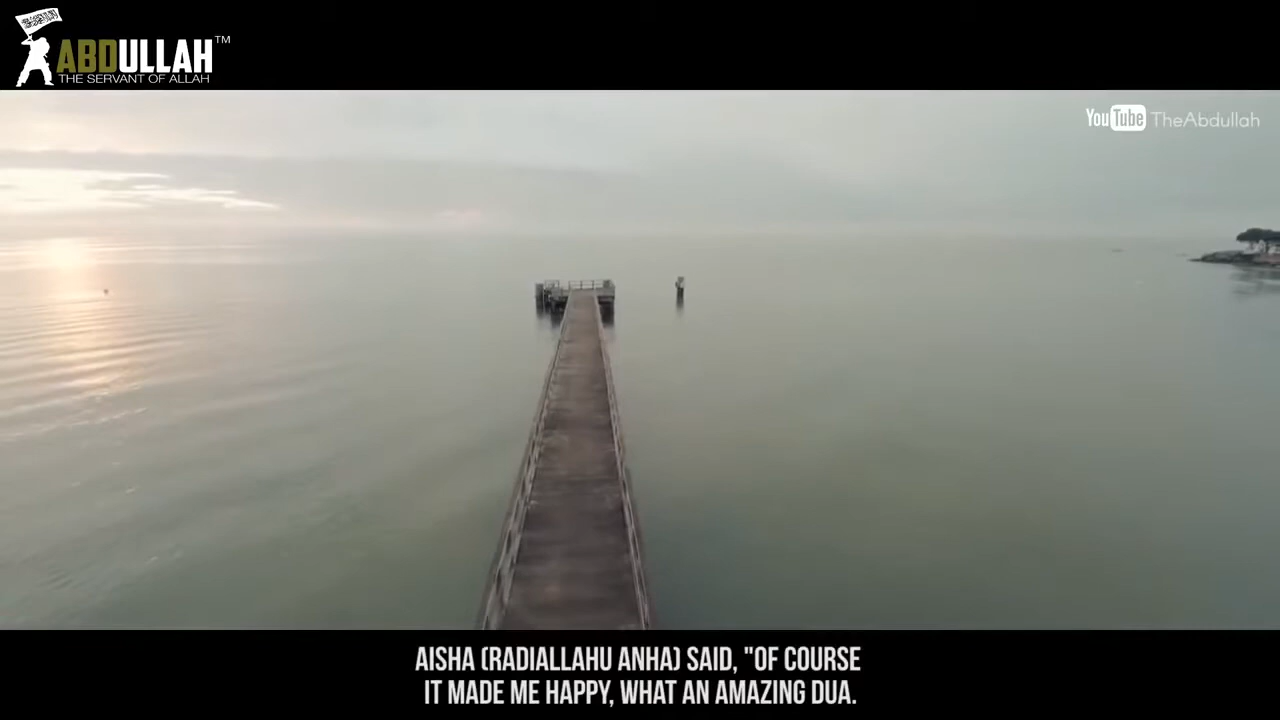 ABDULLAH™
THE SERVANT OF ALLAH
YouTube TheAbdullah
AISHA (RADIALLAHU ANHA) SAID, "OF COURSE
IT MADE ME HAPPY, WHAT AN AMAZING DUA.